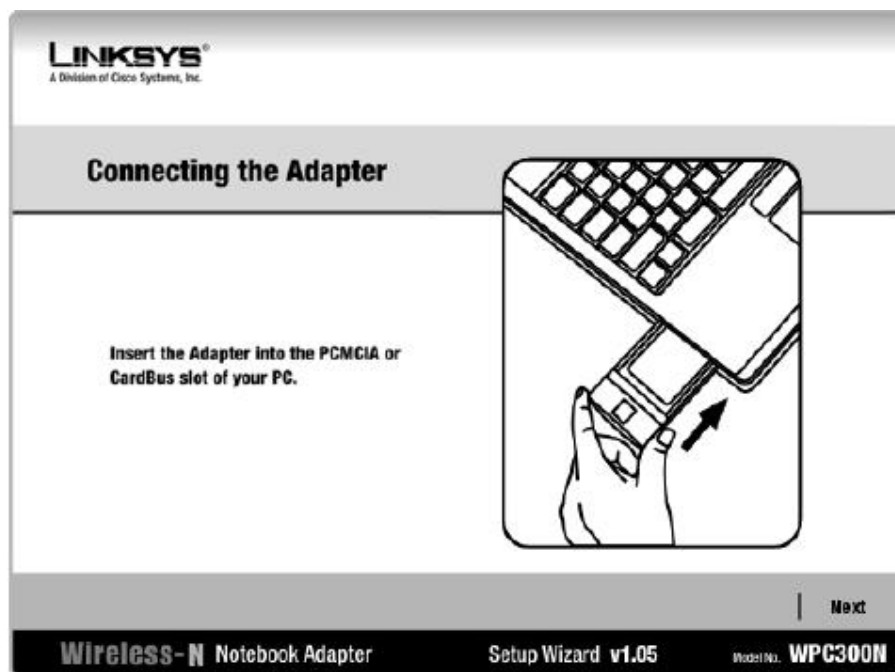 LINKSYS®
A Division of Cisco Systems, Inc.
Connecting the Adapter
Insert the Adapter into the PCMCIA or
CardBus slot of your PC.
Next
Wireless-N Notebook Adapter Setup Wizard v1.05 Model No. WPC300N